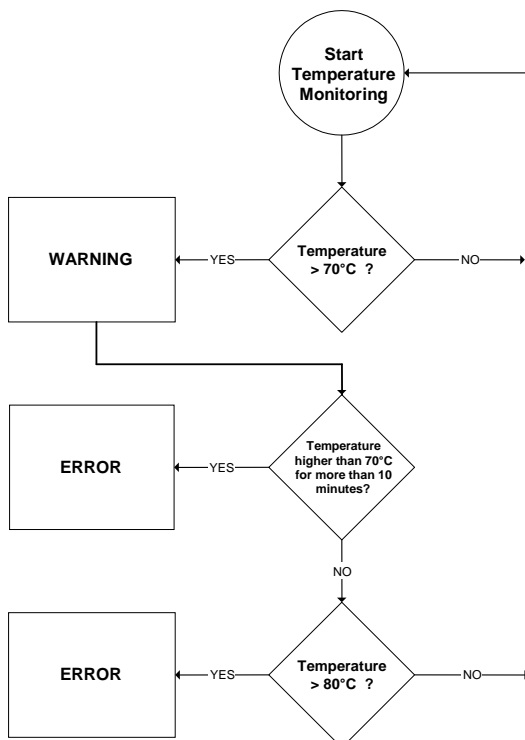 Start
Temperature
Monitoring
WARNING
YES
Temperature
> 70°C ?
NO
ERROR
YES
Temperature
higher than 70°C
for more than 10
minutes?
NO
ERROR
YES
Temperature
> 80°C ?
NO